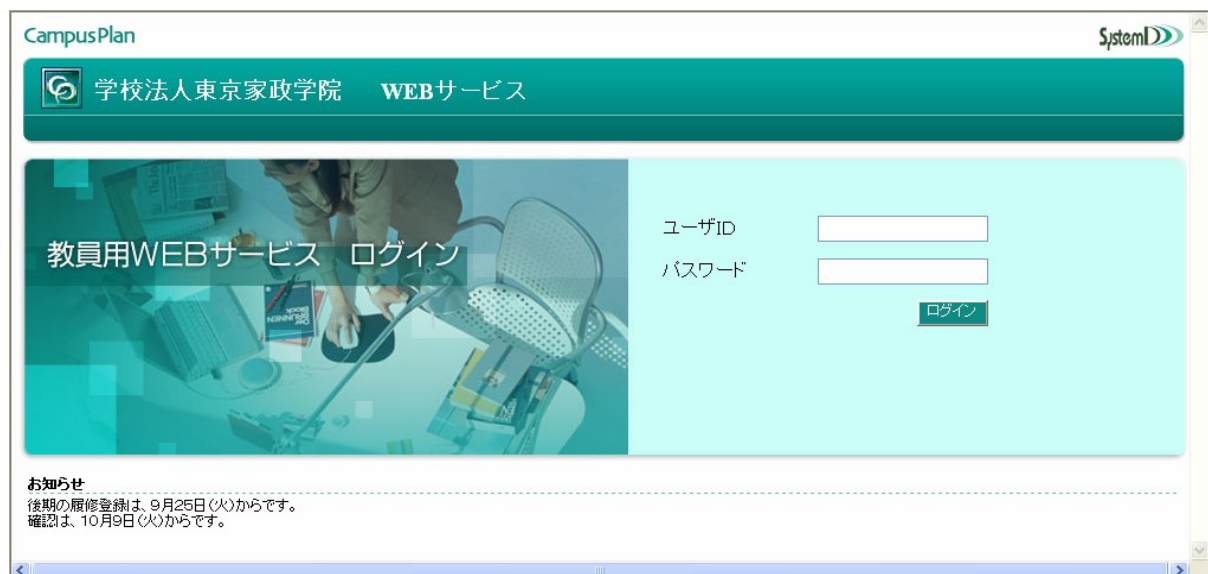 CampusPlan
SystemD
学校法人東京家政学院 WEBサービス
教員用WEBサービス ログイン
ユーザID
パスワード
ログイン
お知らせ
後期の履修登録は、9月25日(火)からです。
確認は、10月9日(火)からです。